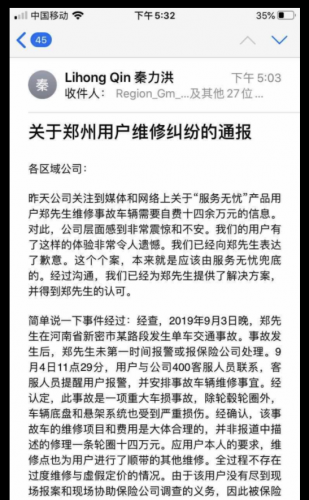 中国移动 下午5:32 35%
45
秦 Lihong Qin 秦力洪 下午5:03
收件人： Region_Gm_...及其他27位...
关于郑州用户维修纠纷的通报
各区域公司：
昨天公司关注到媒体和网络上关于“服务无忧”产品用
户郑先生维修事故车辆需要自费十四余万元的信息。
对此，公司层面感到非常震惊和不安。我们的用户有
了这样的体验非常令人遗憾。我们已经向郑先生表达
了歉意。这个个案，本来就是应该由服务无忧兜底
的。经过沟通，我们已经为郑先生提供了解决方案，
并得到郑先生的认可。
简单说一下事件经过：经查，2019年9月3日晚，郑先
生在河南省新密市某路段发生单车交通事故。事故发
生后，郑先生未第一时间报警或报保险公司处理。9
月4日11点29分，用户与公司400客服人员联系，客
服人员提醒用户报警，并安排事故车辆维修事宜。经
认定，此事故是一项重大车损事故，除轮毂轮圈外，
车辆底盘和悬架系统也受到严重损伤。经确认，该事
故车的维修项目和费用是大体合理的，并非报道中描
述的修理一条轮圈十四万元。应用户本人的要求，维
修点也为用户进行了顺带的其他维修。全过程不存在
过度维修与虚假定价的情况。由于该用户没有尽到现
场报案和现场协助保险公司调查的义务，因此被保险